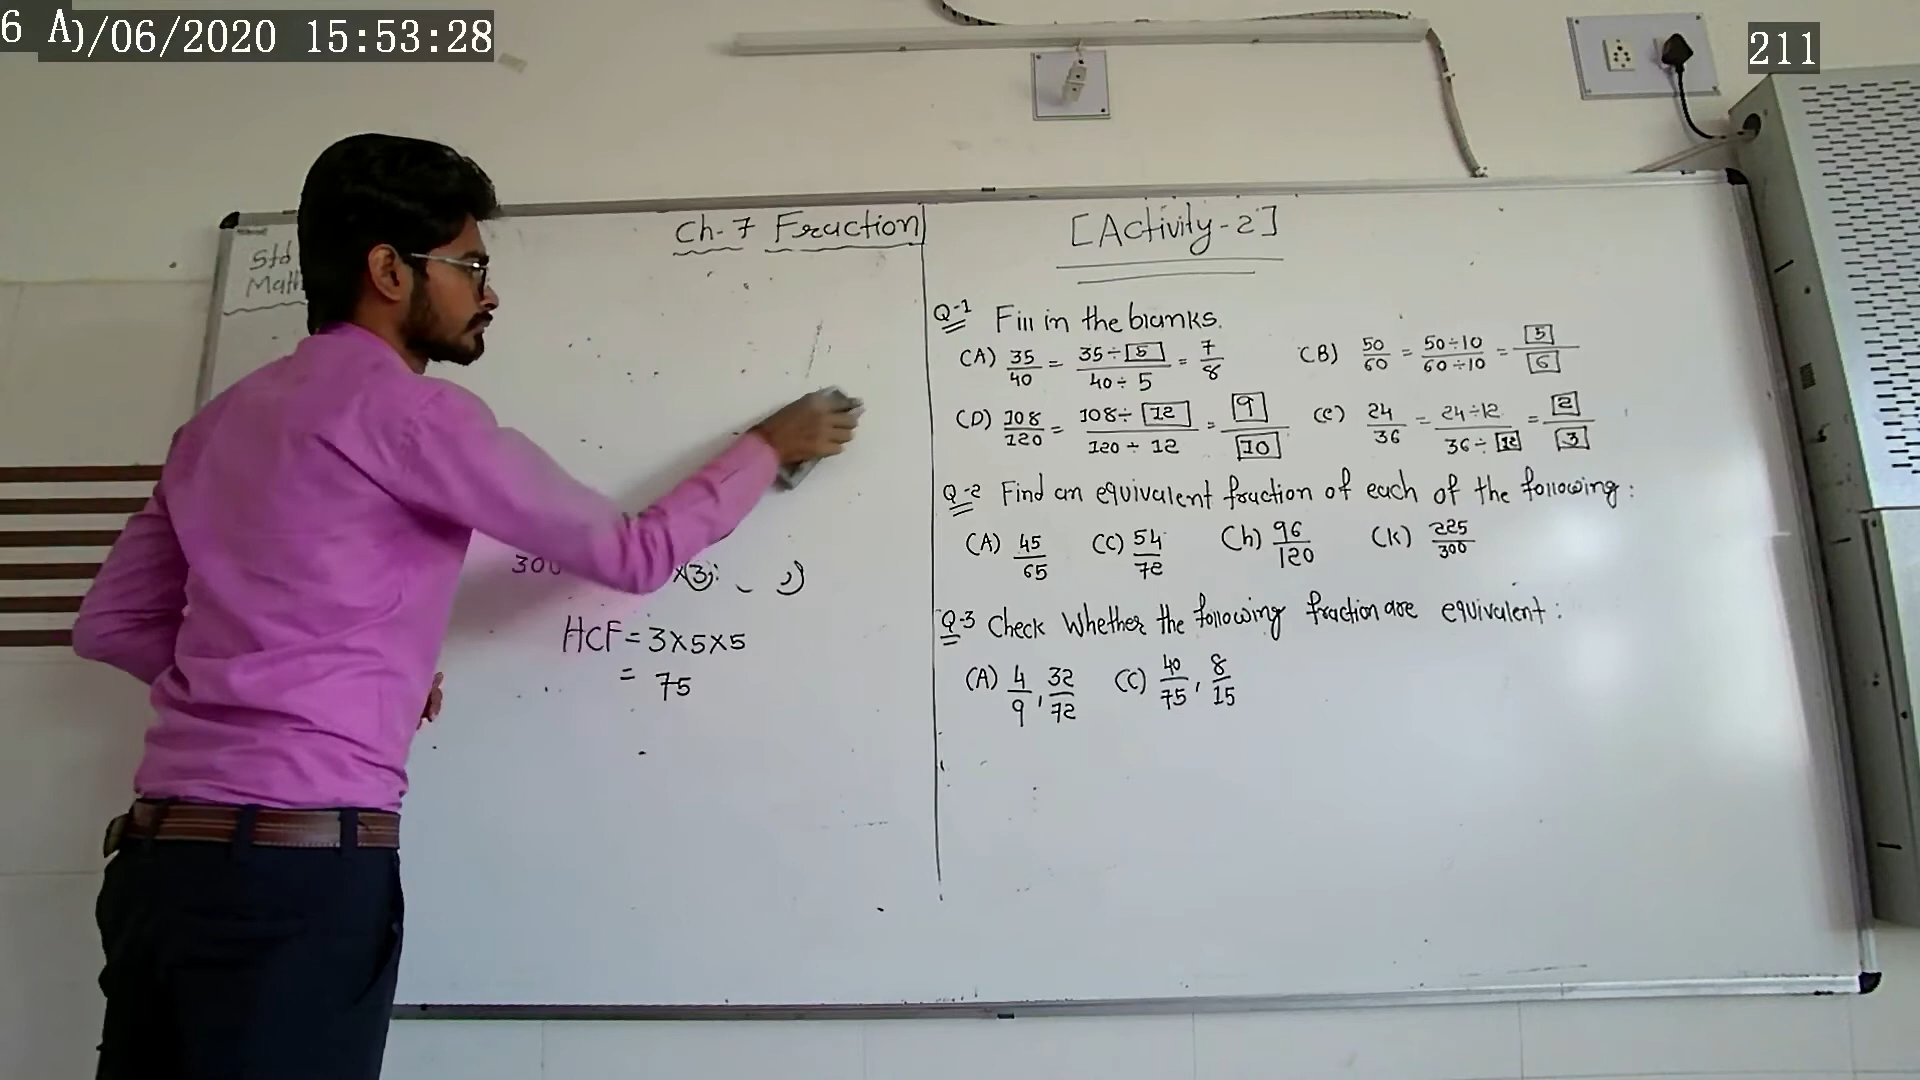 6 A
/06/2020 15:53:28
211
Std
Math
Ch-7 Fraction
300
×(3
HCF = 3×5×5
= 75
[Activity-2]
Q-1 Fill in the blanks.
(A) 35/40 = 35÷5/40÷5 = 7/8 (B) 50/60 = 50÷10/60÷10 = 5/6
(D) 108/120 = 108÷12/120÷12 = 9/10 (e) 24/36 = 24÷12/36÷12 = 2/3
Q-2 Find an equivalent fraction of each of the following:
(A) 45/65 (C) 54/72 (h) 96/120 (k) 225/300
Q-3 Check Whether the following fraction are equivalent:
(A) 4/9, 32/72 (C) 40/75, 8/15